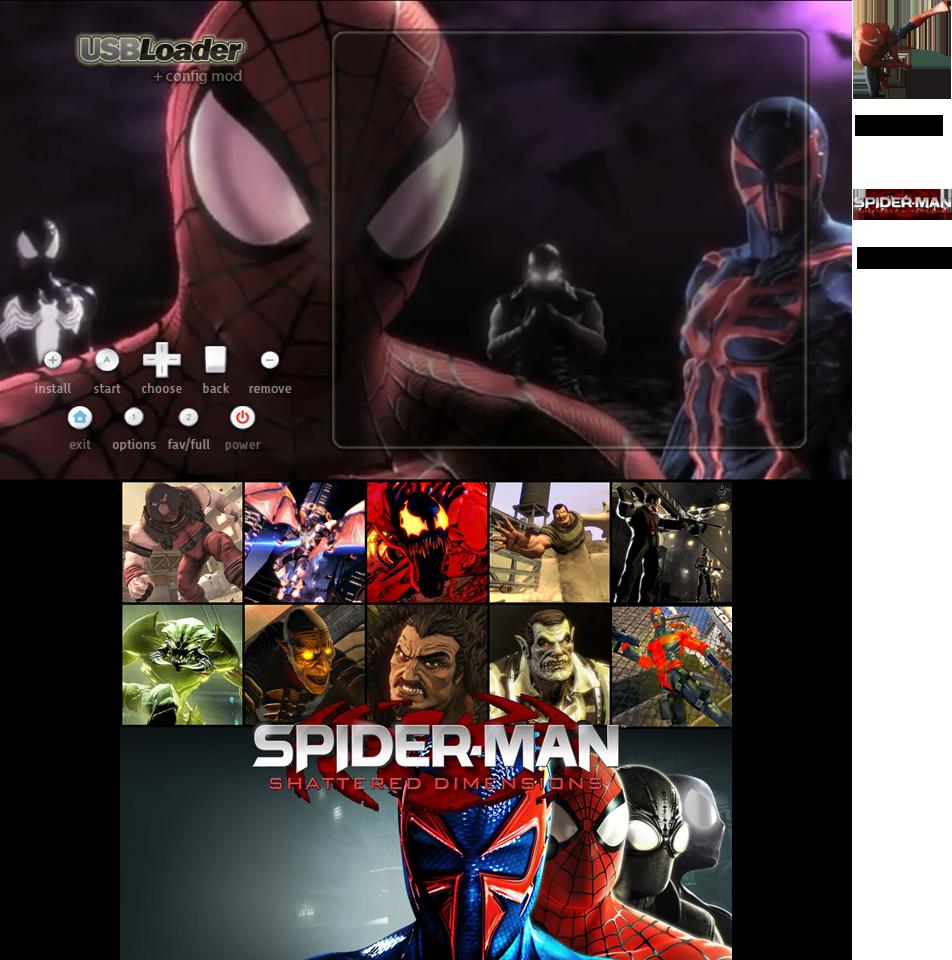 USBLoader
+ config mod
A
install start choose back remove
1 2
exit options fav/full power
SPIDER-MAN
SHATTERED DIMENSIONS
SPIDER-MAN